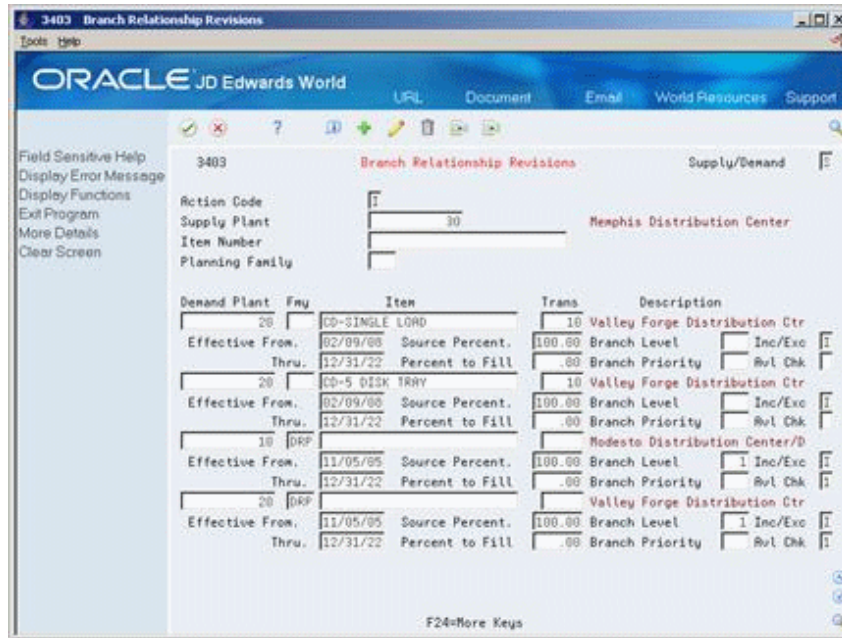 3403 Branch Relationship Revisions
Tools Help
ORACLE JD Edwards World
URL Document Email World Resources Support
Field Sensitive Help
Display Error Message
Display Functions
Exit Program
More Details
Clear Screen
3403 Branch Relationship Revisions Supply/Demand
Action Code I
Supply Plant 30 Memphis Distribution Center
Item Number
Planning Family
Demand Plant Fmy Item Trans Description
20 CD-SINGLE LOAD 10 Valley Forge Distribution Ctr
Effective From. 02/09/08 Source Percent. 100.00 Branch Level Inc/Exc I
Thru. 12/31/22 Percent to Fill .00 Branch Priority Avl Chk
20 CD-5 DISK TRAY 10 Valley Forge Distribution Ctr
Effective From. 02/09/08 Source Percent. 100.00 Branch Level Inc/Exc I
Thru. 12/31/22 Percent to Fill .00 Branch Priority Avl Chk
10 DRP Modesto Distribution Center/D
Effective From. 11/05/05 Source Percent. 100.00 Branch Level 1 Inc/Exc I
Thru. 12/31/22 Percent to Fill .00 Branch Priority Avl Chk 1
20 DRP Valley Forge Distribution Ctr
Effective From. 11/05/05 Source Percent. 100.00 Branch Level 1 Inc/Exc I
Thru. 12/31/22 Percent to Fill .00 Branch Priority Avl Chk 1
F24=More Keys